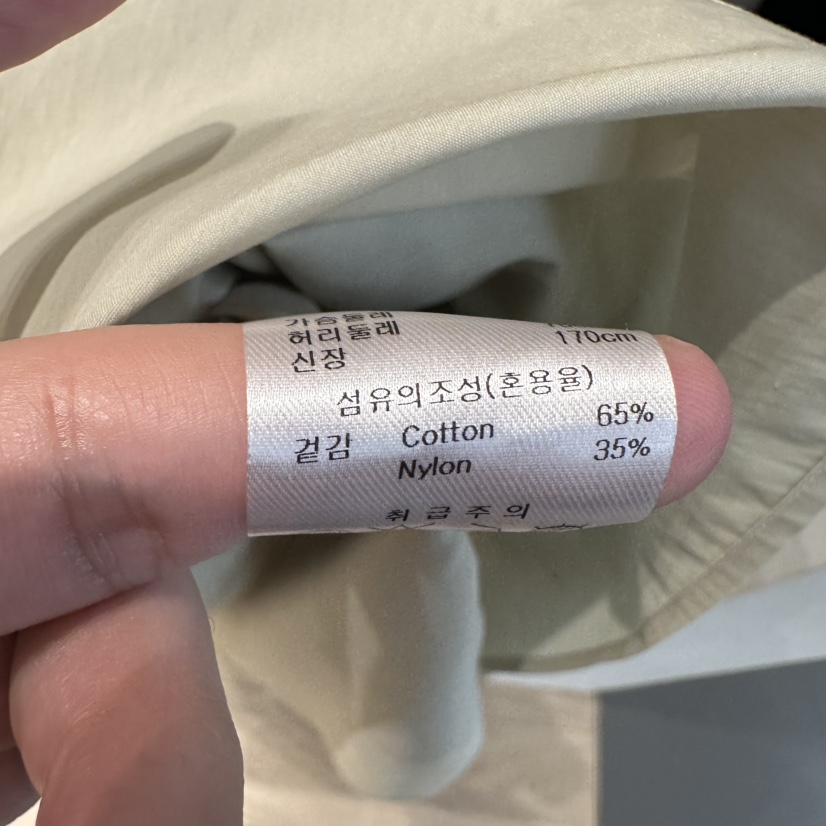 가슴둘레
허리둘레
신장 170cm
섬유의조성(혼용율)
겉감 Cotton 65%
Nylon 35%
취급주의